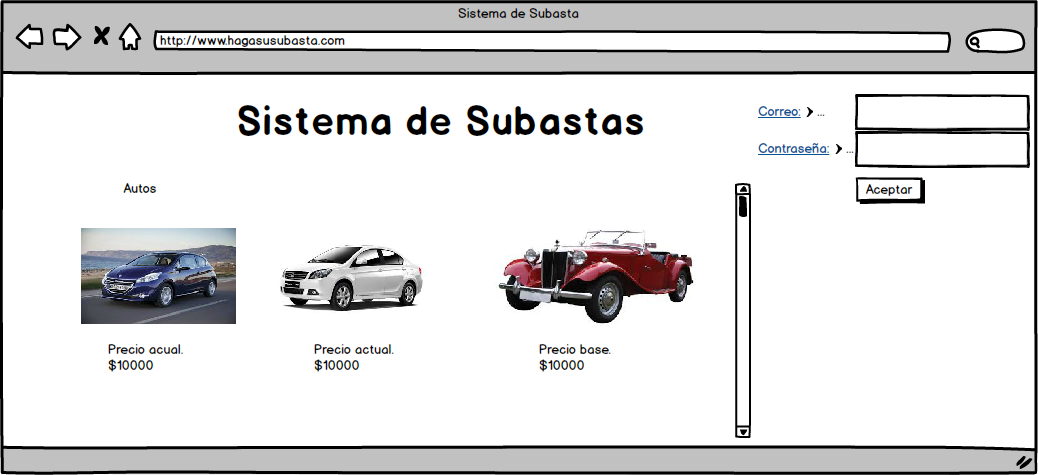 Sistema de Subasta
http://www.hagasusubasta.com
Sistema de Subastas
Correo: ...
Contraseña: ...
Aceptar
Autos
Precio acual.
$10000
Precio actual.
$10000
Precio base.
$10000